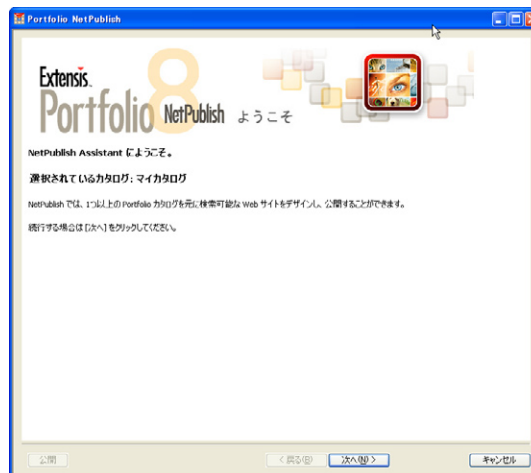 Portfolio NetPublish
Extensis
Portfolio 8 NetPublish ようこそ
NetPublish Assistant にようこそ。
選択されているカタログ: マイカタログ
NetPublish では、1つ以上の Portfolio カタログを元に検索可能な Web サイトをデザインし、公開することができます。
続行する場合は [次へ] をクリックしてください。
公開
< 戻る(B)
次へ(N) >
キャンセル